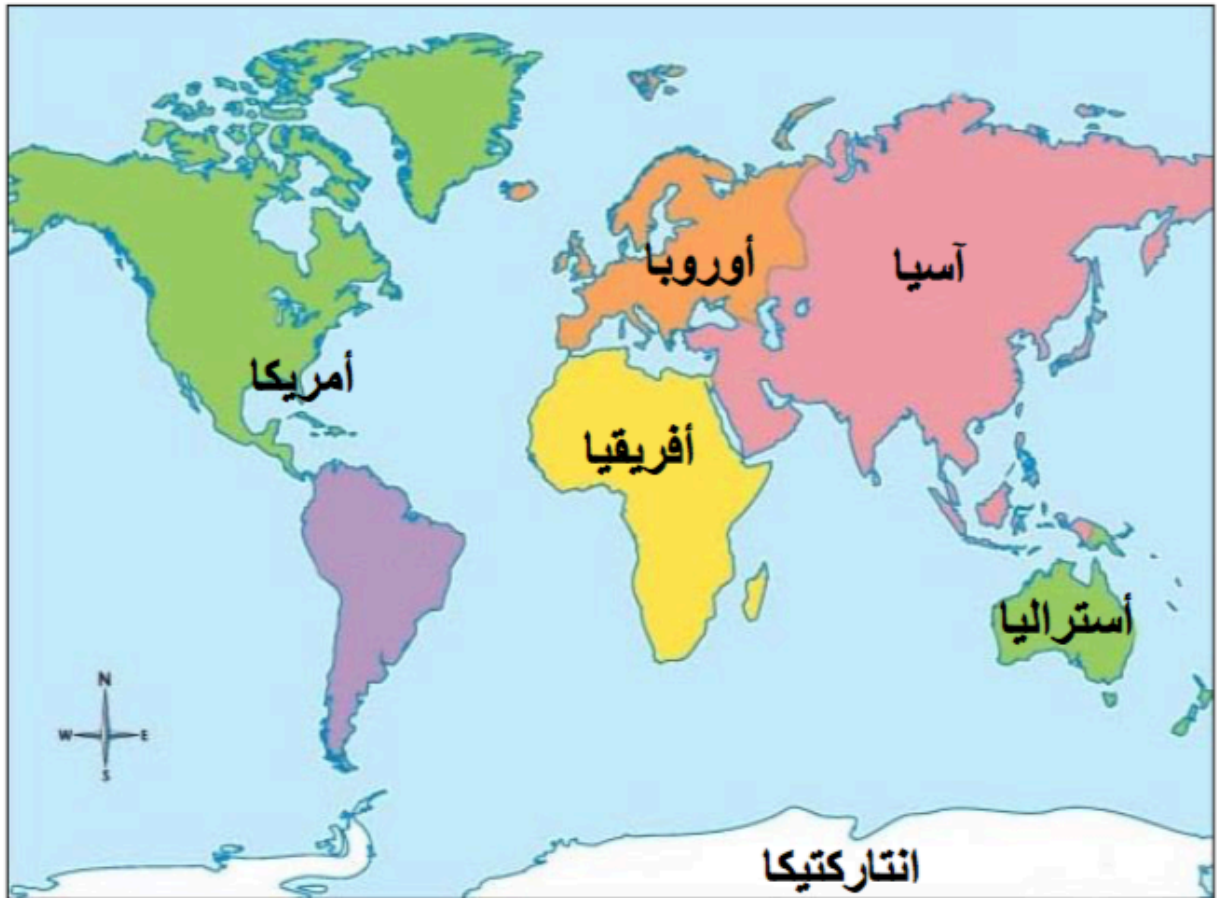 أوروبا
آسيا
أمريكا
أفريقيا
أستراليا
N
W
E
S
انتاركتيكا